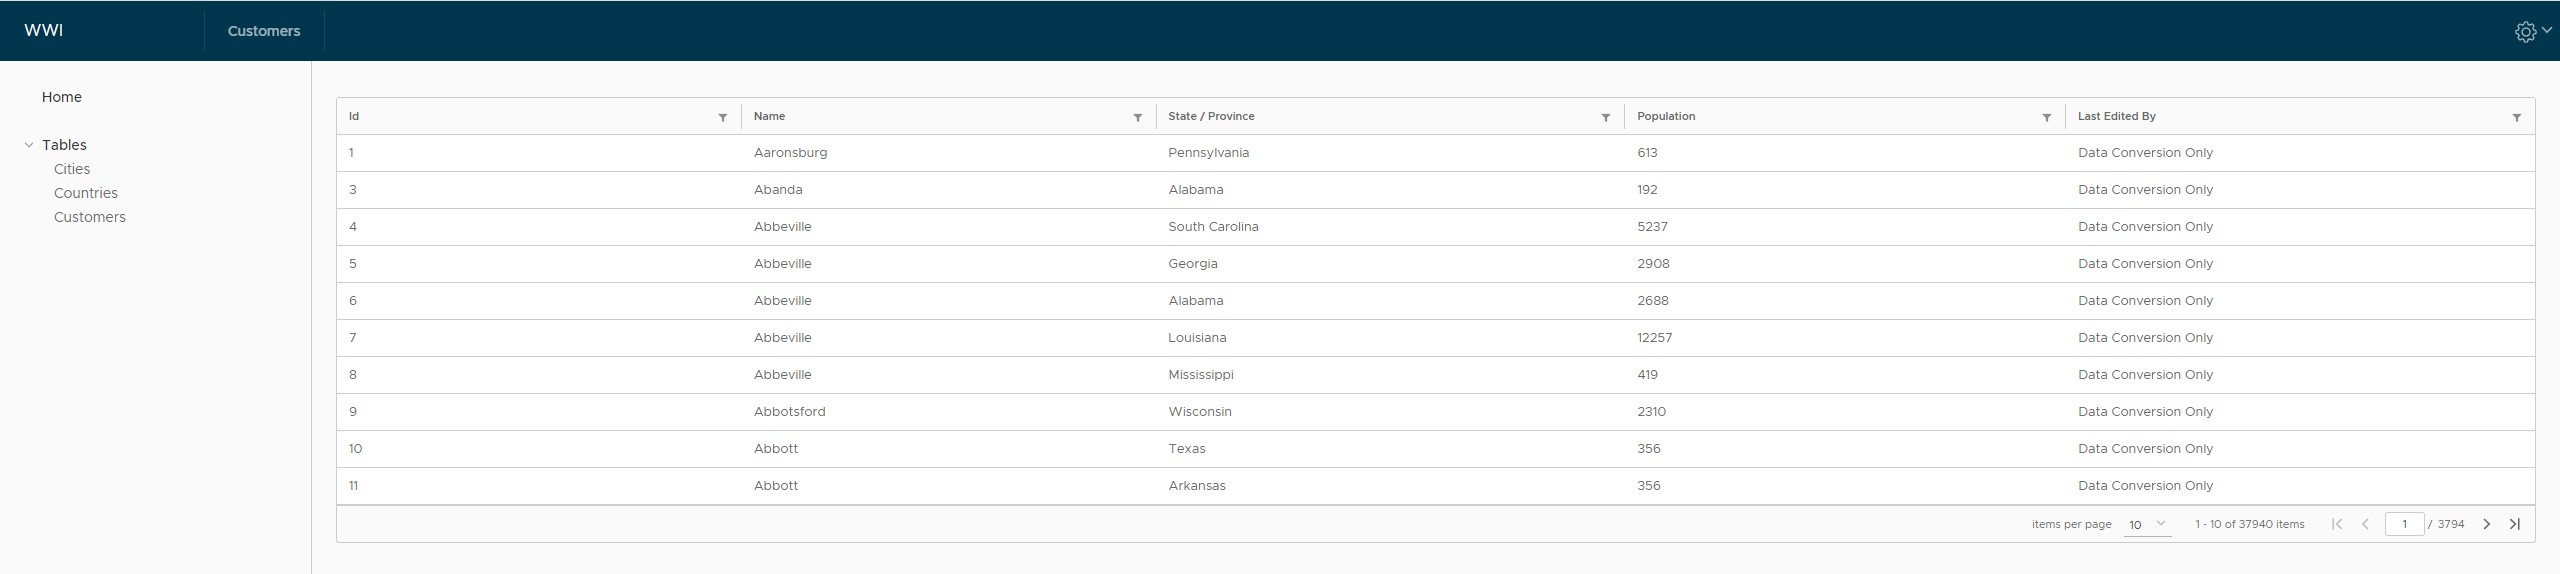 WWI Customers
Home
Tables
Cities
Countries
Customers
Id Name State / Province Population Last Edited By
1 Aaronsburg Pennsylvania 613 Data Conversion Only
3 Abanda Alabama 192 Data Conversion Only
4 Abbeville South Carolina 5237 Data Conversion Only
5 Abbeville Georgia 2908 Data Conversion Only
6 Abbeville Alabama 2688 Data Conversion Only
7 Abbeville Louisiana 12257 Data Conversion Only
8 Abbeville Mississippi 419 Data Conversion Only
9 Abbotsford Wisconsin 2310 Data Conversion Only
10 Abbott Texas 356 Data Conversion Only
11 Abbott Arkansas 356 Data Conversion Only
items per page 10 1 - 10 of 37940 items 1 / 3794